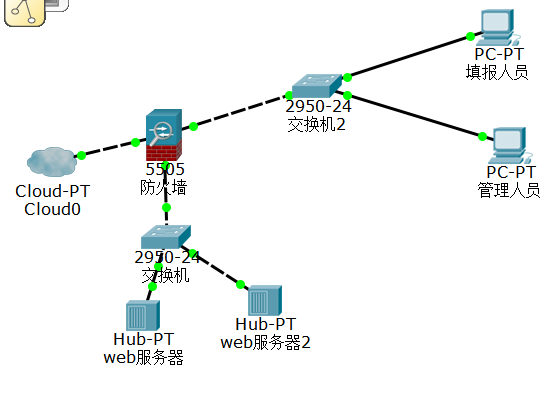 PC-PT
填报人员
2950-24
交换机2
PC-PT
管理人员
5505
防火墙
Cloud-PT
Cloud0
2950-24
交换机
Hub-PT
web服务器
Hub-PT
web服务器2